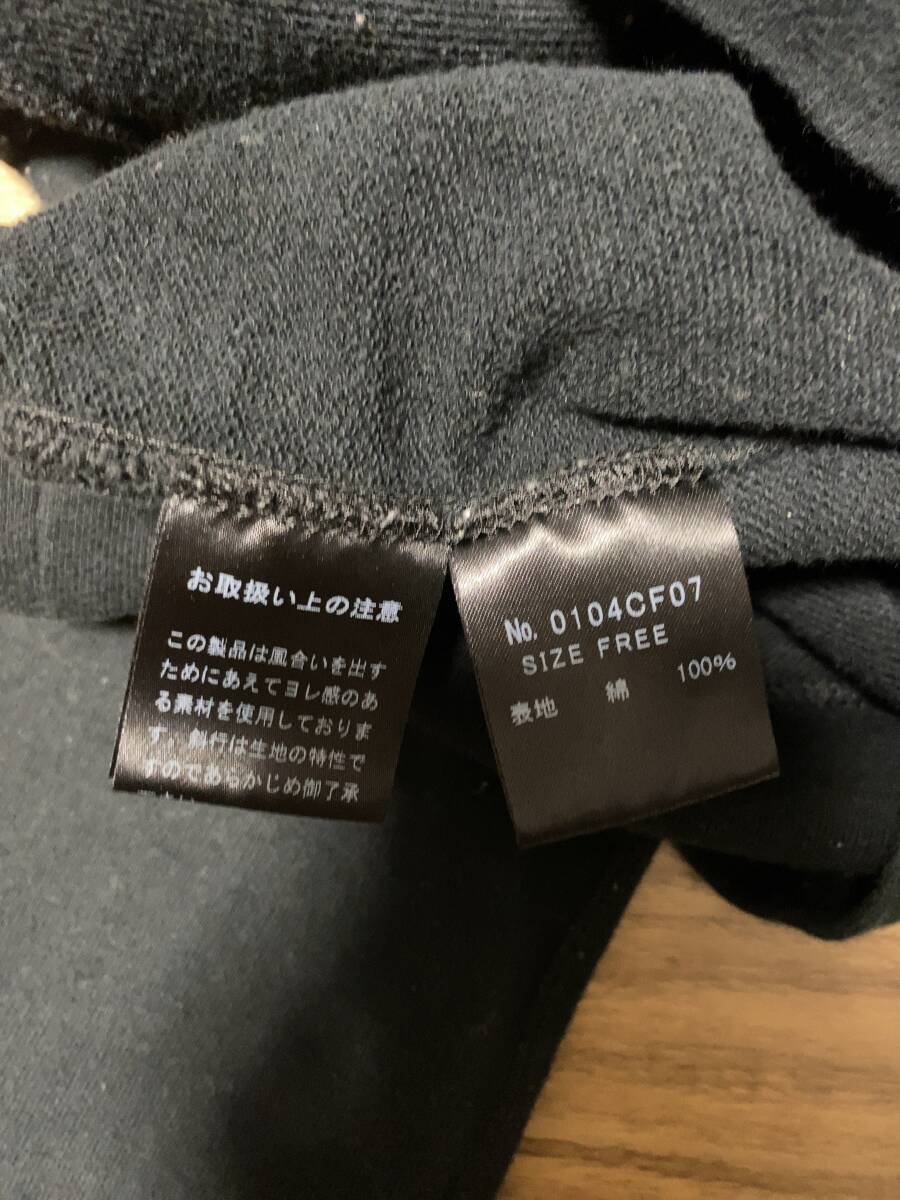 お取扱い上の注意
この製品は風合いを出す
ためにあえてヨレ感のあ
る素材を使用しておりま
す。斜行は生地の特性で
すのであらかじめ御了承
No. 0104CF07
SIZE FREE
表地 綿 100%